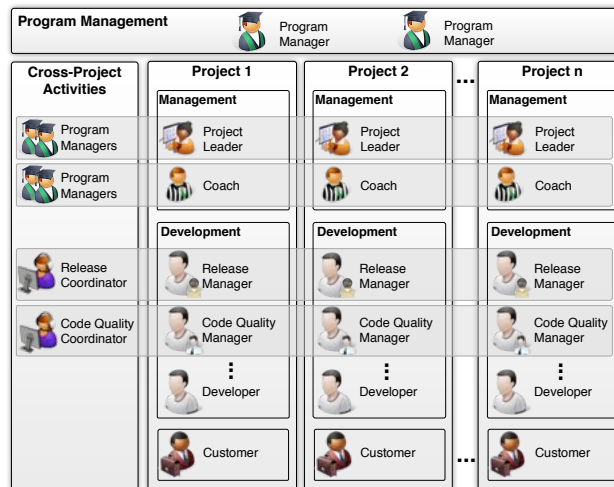 Program Management
Program
Manager
Program
Manager
Cross-Project
Activities
Project 1
Project 2
...
Project n
Management
Management
Management
Program
Managers
Project
Leader
Project
Leader
Project
Leader
Program
Managers
Coach
Coach
Coach
Development
Development
Development
Release
Coordinator
Release
Manager
Release
Manager
Release
Manager
Code Quality
Coordinator
Code Quality
Manager
Code Quality
Manager
Code Quality
Manager
Developer
Developer
Developer
Customer
Customer
...
Customer